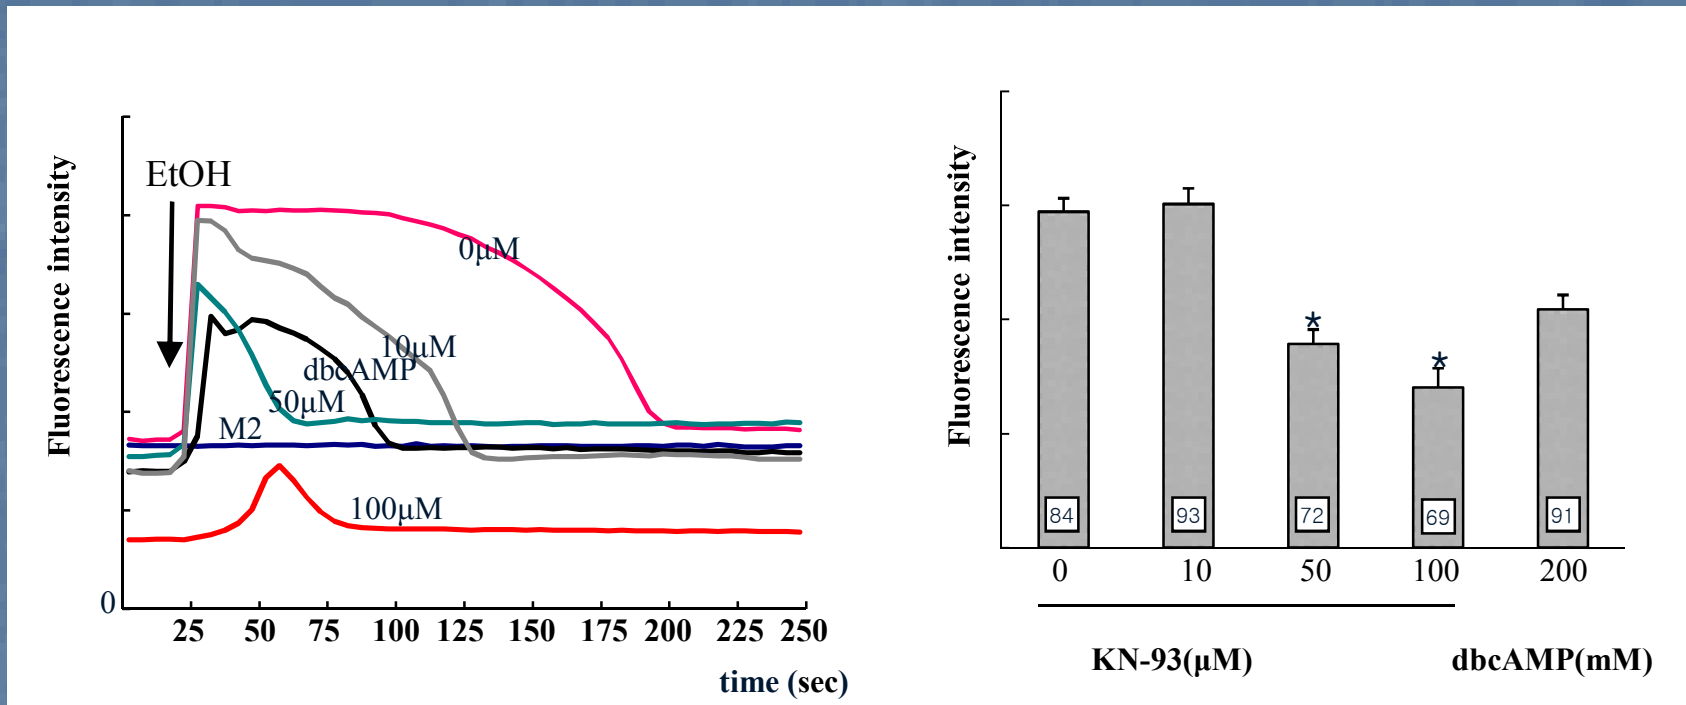 Fluorescence intensity
EtOH
0μM
10μM
dbcAMP
50μM
M2
100μM
0
25 50 75 100 125 150 175 200 225 250
time (sec)
Fluorescence intensity
*
*
84 93 72 69 91
0 10 50 100 200
KN-93(μM) dbcAMP(mM)